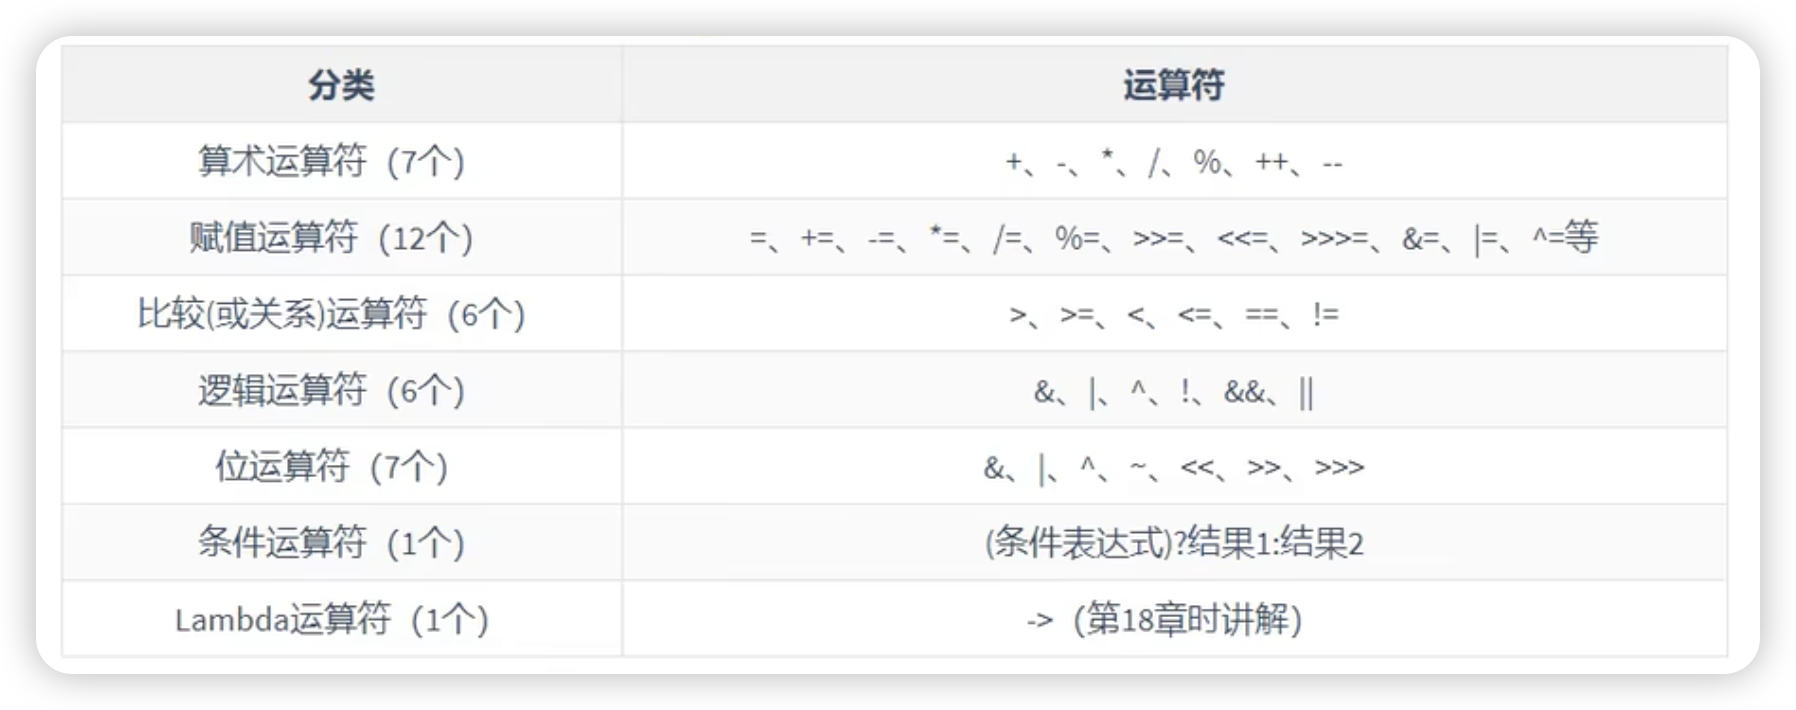 分类 运算符
算术运算符（7个） +、-、*、/、%、++、--
赋值运算符（12个） =、+=、-=、*=、/=、%=、>>=、<<=、>>>=、&=、|=、^=等
比较(或关系)运算符（6个） >、>=、<、<=、==、!=
逻辑运算符（6个） &、|、^、!、&&、||
位运算符（7个） &、|、^、~、<<、>>、>>>
条件运算符（1个） (条件表达式)?结果1:结果2
Lambda运算符（1个） ->（第18章时讲解）